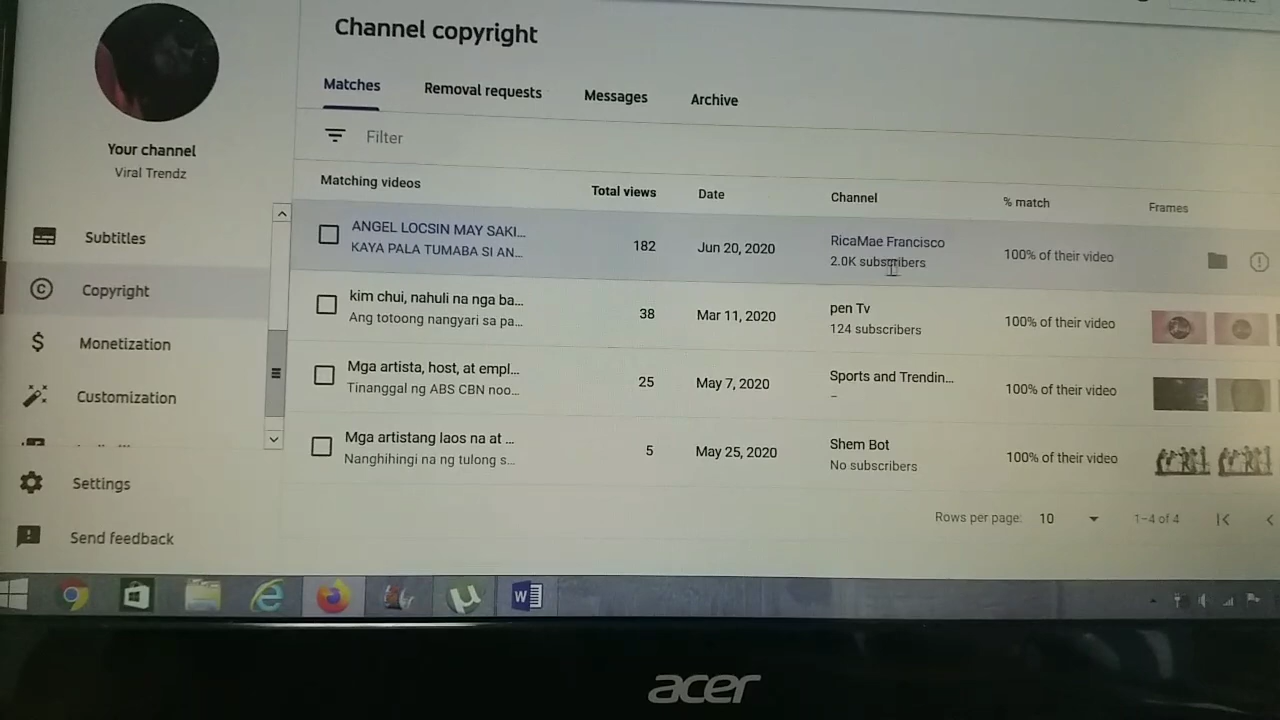 Channel copyright
Matches Removal requests Messages Archive
Filter
Your channel
Viral Trendz
Subtitles
Copyright
Monetization
Customization
Settings
Send feedback
Matching videos Total views Date Channel % match Frames
ANGEL LOCSIN MAY SAKI... 182 Jun 20, 2020 RicaMae Francisco 100% of their video
KAYA PALA TUMABA SI AN... 2.0K subscribers
kim chui, nahuli na nga ba... 38 Mar 11, 2020 pen Tv 100% of their video
Ang totoong nangyari sa pa... 124 subscribers
Mga artista, host, at empl... 25 May 7, 2020 Sports and Trendin... 100% of their video
Tinanggal ng ABS CBN noo... –
Mga artistang laos na at ... 5 May 25, 2020 Shem Bot 100% of their video
Nanghihingi na ng tulong s... No subscribers
Rows per page: 10 1–4 of 4
acer